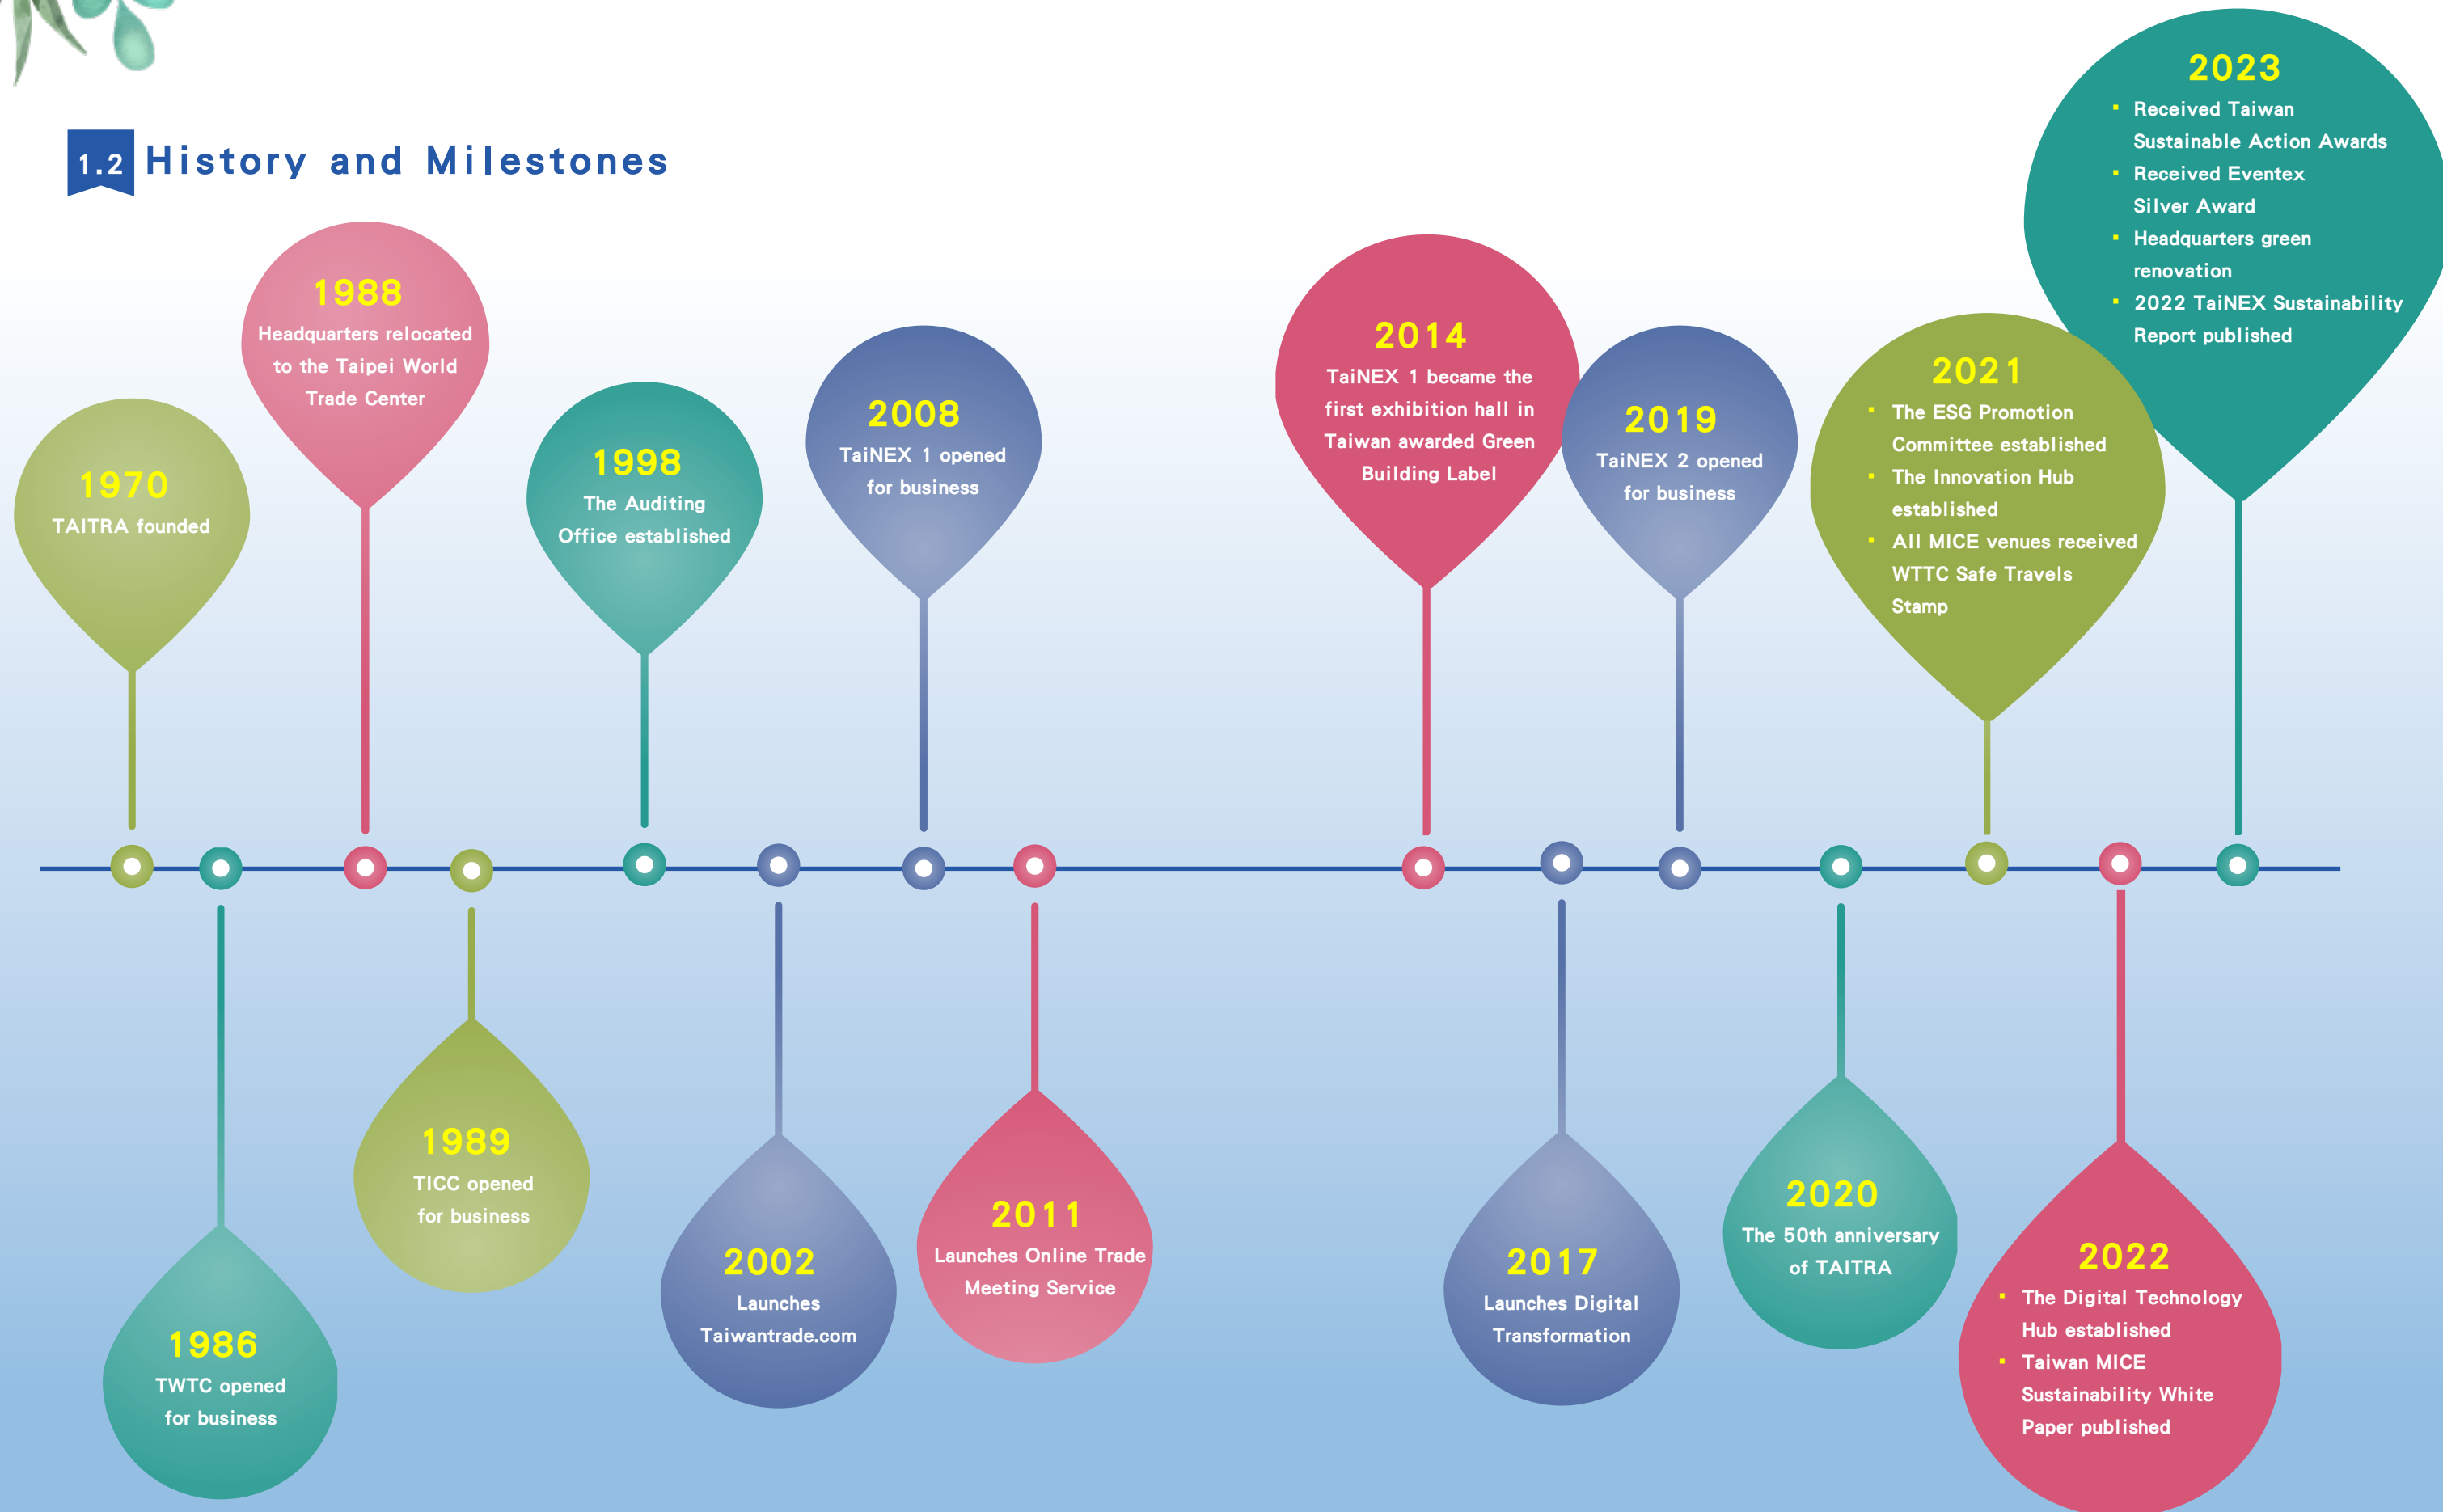 1.2 History and Milestones
1970
TAITRA founded
1986
TWTC opened
for business
1988
Headquarters relocated
to the Taipei World
Trade Center
1989
TICC opened
for business
1998
The Auditing
Office established
2002
Launches
Taiwantrade.com
2008
TaiNEX 1 opened
for business
2011
Launches Online Trade
Meeting Service
2014
TaiNEX 1 became the
first exhibition hall in
Taiwan awarded Green
Building Label
2017
Launches Digital
Transformation
2019
TaiNEX 2 opened
for business
2020
The 50th anniversary
of TAITRA
2021
▪ The ESG Promotion
Committee established
▪ The Innovation Hub
established
▪ All MICE venues received
WTTC Safe Travels
Stamp
2022
▪ The Digital Technology
Hub established
▪ Taiwan MICE
Sustainability White
Paper published
2023
▪ Received Taiwan
Sustainable Action Awards
▪ Received Eventex
Silver Award
▪ Headquarters green
renovation
▪ 2022 TaiNEX Sustainability
Report published